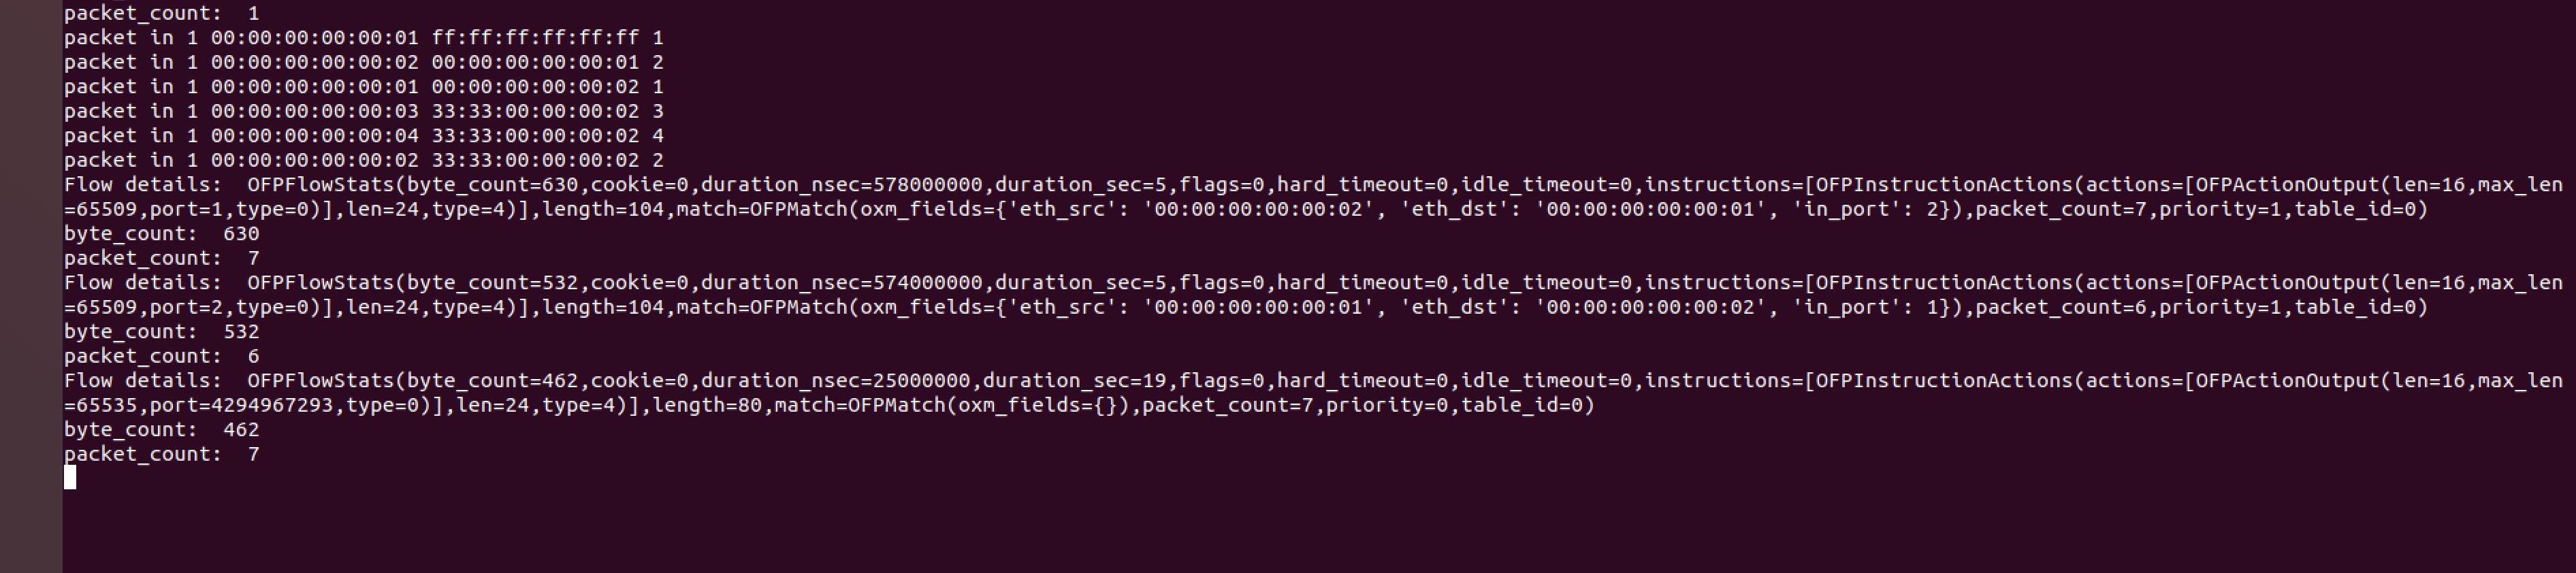 packet_count:  1
packet in 1 00:00:00:00:00:01 ff:ff:ff:ff:ff:ff 1
packet in 1 00:00:00:00:00:02 00:00:00:00:00:01 2
packet in 1 00:00:00:00:00:01 00:00:00:00:00:02 1
packet in 1 00:00:00:00:00:03 33:33:00:00:00:02 3
packet in 1 00:00:00:00:00:04 33:33:00:00:00:02 4
packet in 1 00:00:00:00:00:02 33:33:00:00:00:02 2
Flow details:  OFPFlowStats(byte_count=630,cookie=0,duration_nsec=578000000,duration_sec=5,flags=0,hard_timeout=0,idle_timeout=0,instructions=[OFPInstructionActions(actions=[OFPActionOutput(len=16,max_len
=65509,port=1,type=0)],len=24,type=4)],length=104,match=OFPMatch(oxm_fields={'eth_src': '00:00:00:00:00:02', 'eth_dst': '00:00:00:00:00:01', 'in_port': 2}),packet_count=7,priority=1,table_id=0)
byte_count:  630
packet_count:  7
Flow details:  OFPFlowStats(byte_count=532,cookie=0,duration_nsec=574000000,duration_sec=5,flags=0,hard_timeout=0,idle_timeout=0,instructions=[OFPInstructionActions(actions=[OFPActionOutput(len=16,max_len
=65509,port=2,type=0)],len=24,type=4)],length=104,match=OFPMatch(oxm_fields={'eth_src': '00:00:00:00:00:01', 'eth_dst': '00:00:00:00:00:02', 'in_port': 1}),packet_count=6,priority=1,table_id=0)
byte_count:  532
packet_count:  6
Flow details:  OFPFlowStats(byte_count=462,cookie=0,duration_nsec=25000000,duration_sec=19,flags=0,hard_timeout=0,idle_timeout=0,instructions=[OFPInstructionActions(actions=[OFPActionOutput(len=16,max_len
=65535,port=4294967293,type=0)],len=24,type=4)],length=80,match=OFPMatch(oxm_fields={}),packet_count=7,priority=0,table_id=0)
byte_count:  462
packet_count:  7